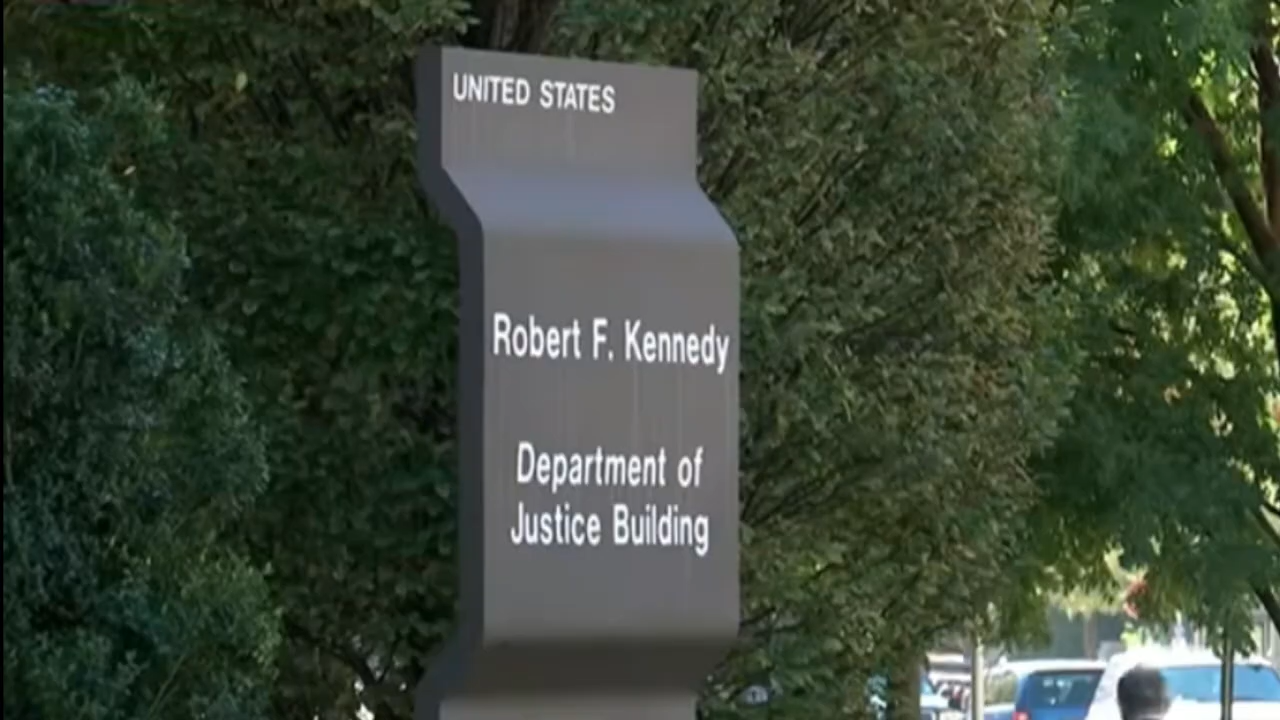 UNITED STATES
Robert F. Kennedy
Department of
Justice Building